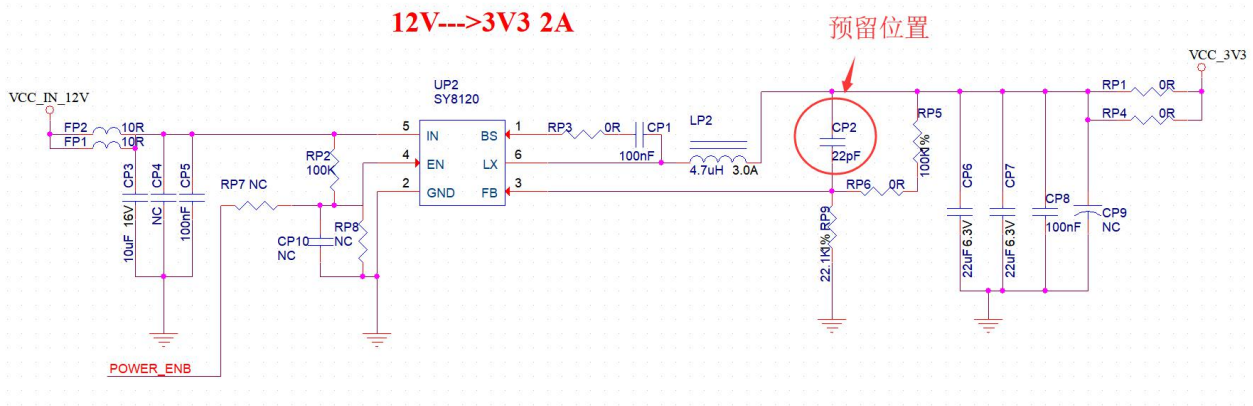 12V--->3V3 2A
预留位置
VCC_3V3
VCC_IN_12V
UP2
SY8120
FP2 10R
FP1 10R
5 IN BS 1
4 EN LX 6
2 GND FB 3
RP3 0R CP1
100nF
LP2
4.7uH 3.0A
CP2
22pF
RP5
100K1%
RP1 0R
RP4 0R
RP2
100K
RP7 NC
CP3
10uF 16V
CP4
NC
CP5
100nF
RP6 0R
RP8
NC
CP10
NC
RP9
22.1K1%
CP6
22uF 6.3V
CP7
22uF 6.3V
CP8
100nF
CP9
NC
POWER_ENB